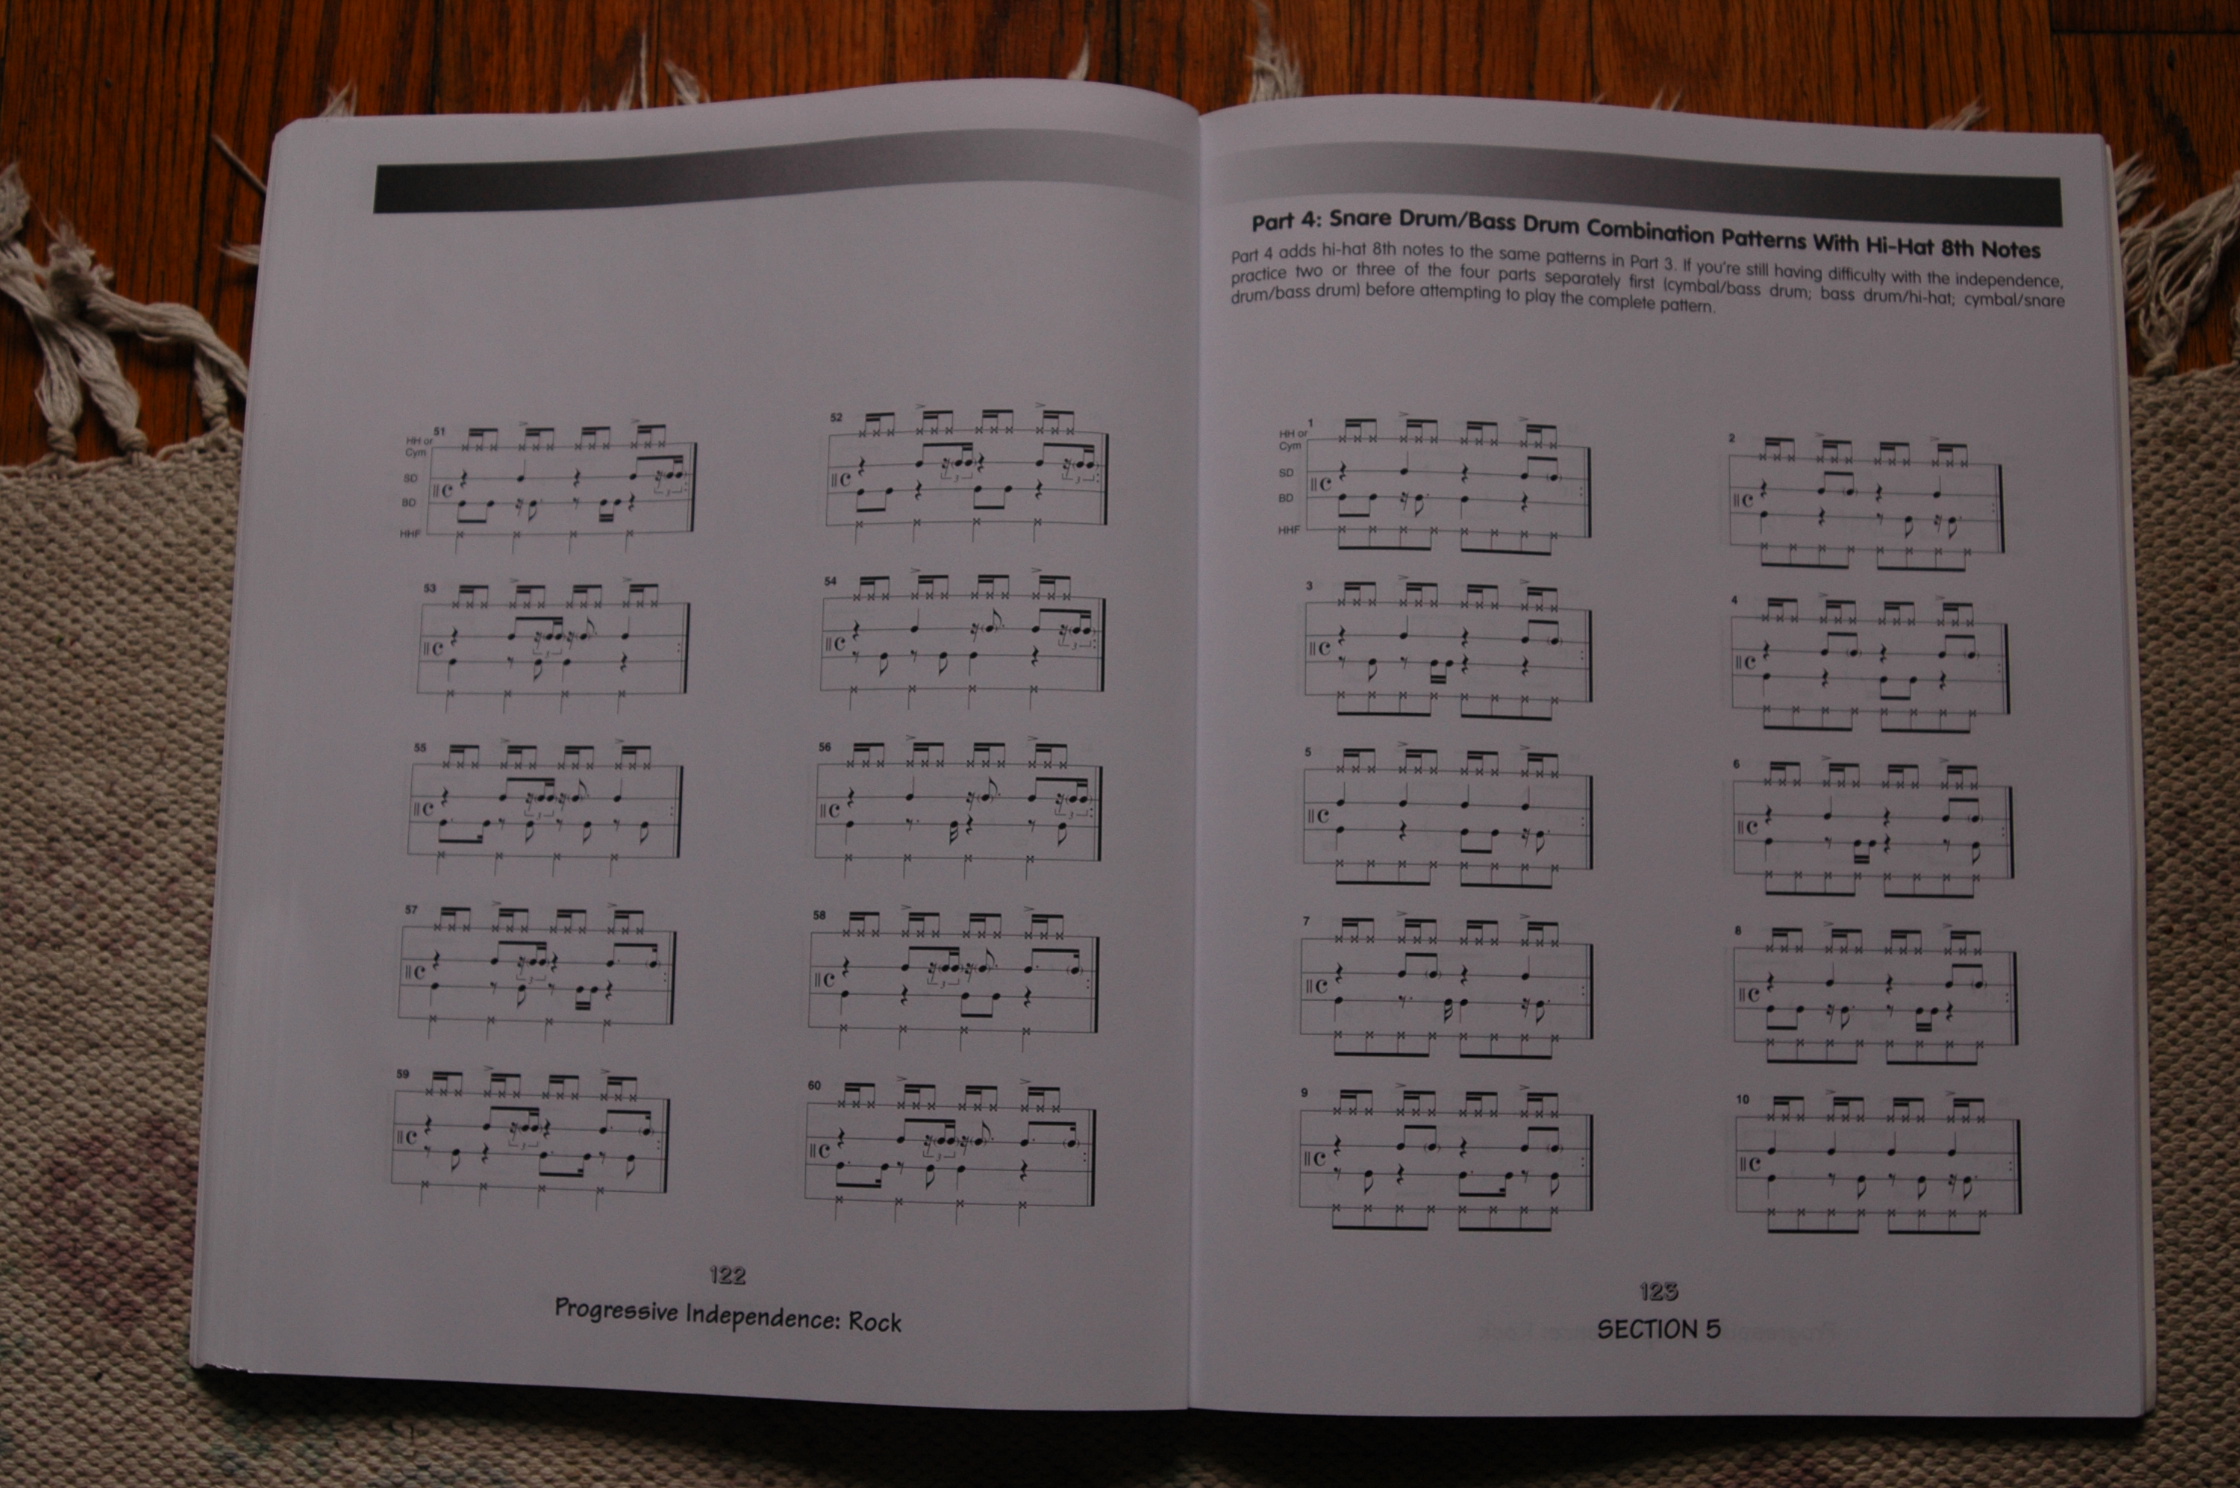 51
52
HH or
Cym
SD
BD
HHF
53
54
55
56
57
58
59
60
122
Progressive Independence: Rock
Part 4: Snare Drum/Bass Drum Combination Patterns With Hi-Hat 8th Notes
Part 4 adds hi-hat 8th notes to the same patterns in Part 3. If you're still having difficulty with the independence,
practice two or three of the four parts separately first (cymbal/bass drum; bass drum/hi-hat; cymbal/snare
drum/bass drum) before attempting to play the complete pattern.
1
2
HH or
Cym
SD
BD
HHF
3
4
5
6
7
8
9
10
123
SECTION 5